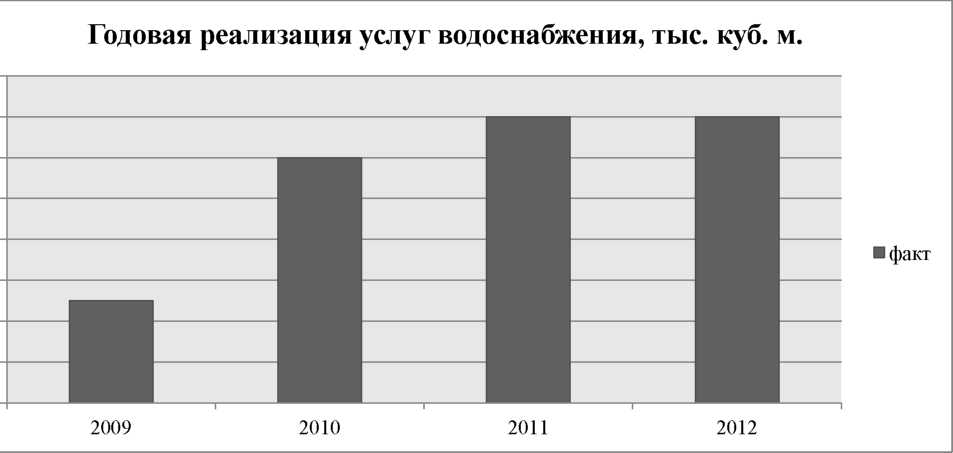 Годовая реализация услуг водоснабжения, тыс. куб. м.
факт
2009 2010 2011 2012